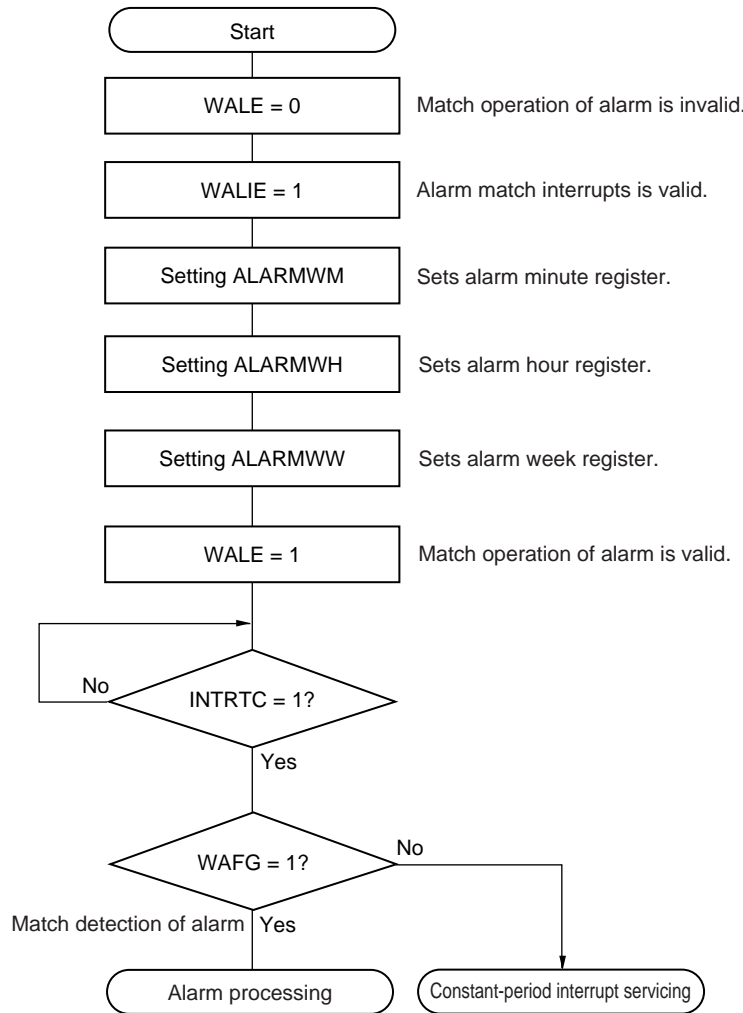 Start
WALE = 0
Match operation of alarm is invalid.
WALIE = 1
Alarm match interrupts is valid.
Setting ALARMWM
Sets alarm minute register.
Setting ALARMWH
Sets alarm hour register.
Setting ALARMWW
Sets alarm week register.
WALE = 1
Match operation of alarm is valid.
No
INTRTC = 1?
Yes
WAFG = 1?
No
Match detection of alarm
Yes
Alarm processing
Constant-period interrupt servicing